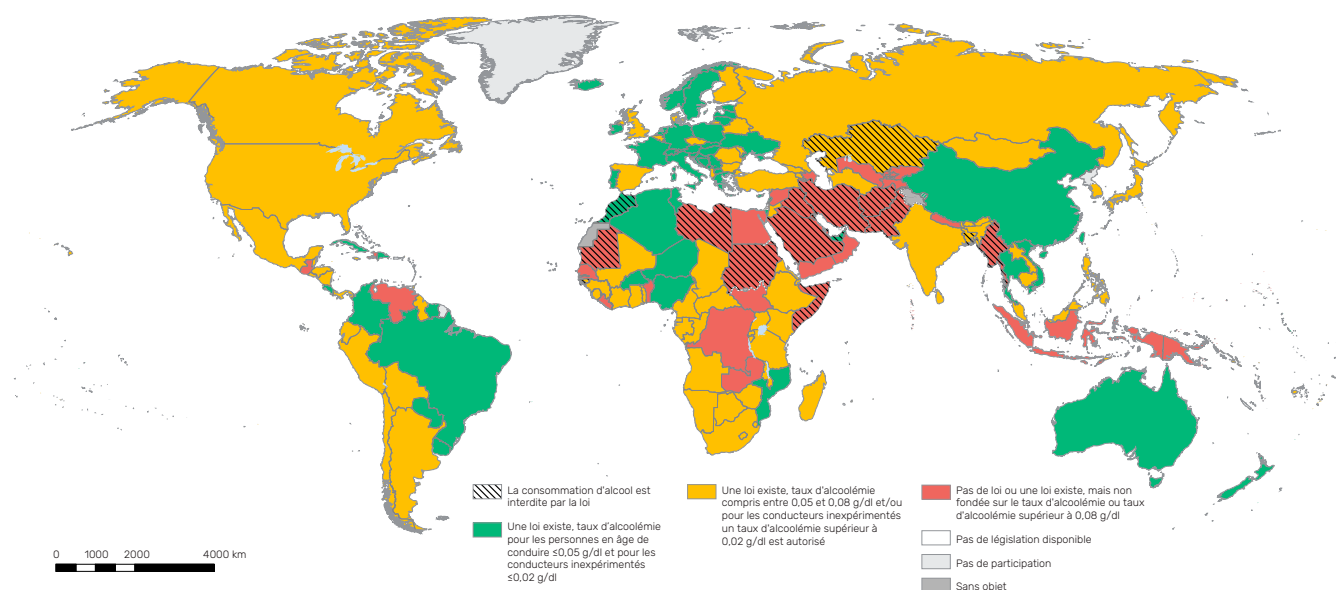 La consommation d'alcool est
interdite par la loi
Une loi existe, taux d'alcoolémie
pour les personnes en âge de
conduire ≤0,05 g/dl et pour les
conducteurs inexpérimentés
≤0,02 g/dl
Une loi existe, taux d'alcoolémie
compris entre 0,05 et 0,08 g/dl et/ou
pour les conducteurs inexpérimentés
un taux d'alcoolémie supérieur à
0,02 g/dl est autorisé
Pas de loi ou une loi existe, mais non
fondée sur le taux d'alcoolémie ou taux
d'alcoolémie supérieur à 0,08 g/dl
Pas de législation disponible
Pas de participation
Sans objet
0 1000 2000 4000 km